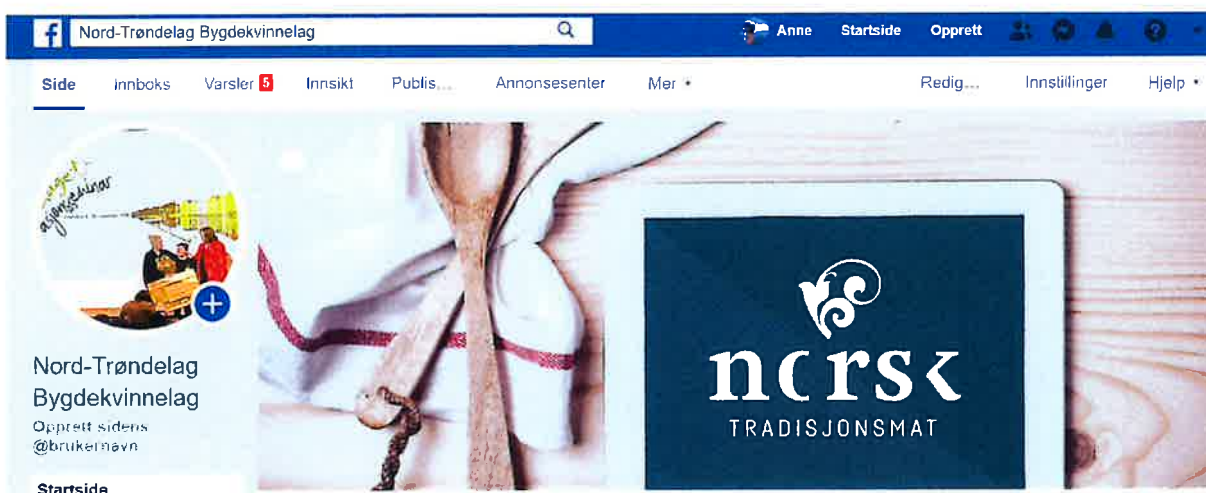 Nord-Trøndelag Bygdekvinnelag
Anne Startside Opprett
Side Innboks Varsler 5 Innsikt Publis... Annonsesenter Mer
Redig... Innstillinger Hjelp
Nord-Trøndelag
Bygdekvinnelag
Opprett sidens
@brukernavn
Startside
norsk
TRADISJONSMAT